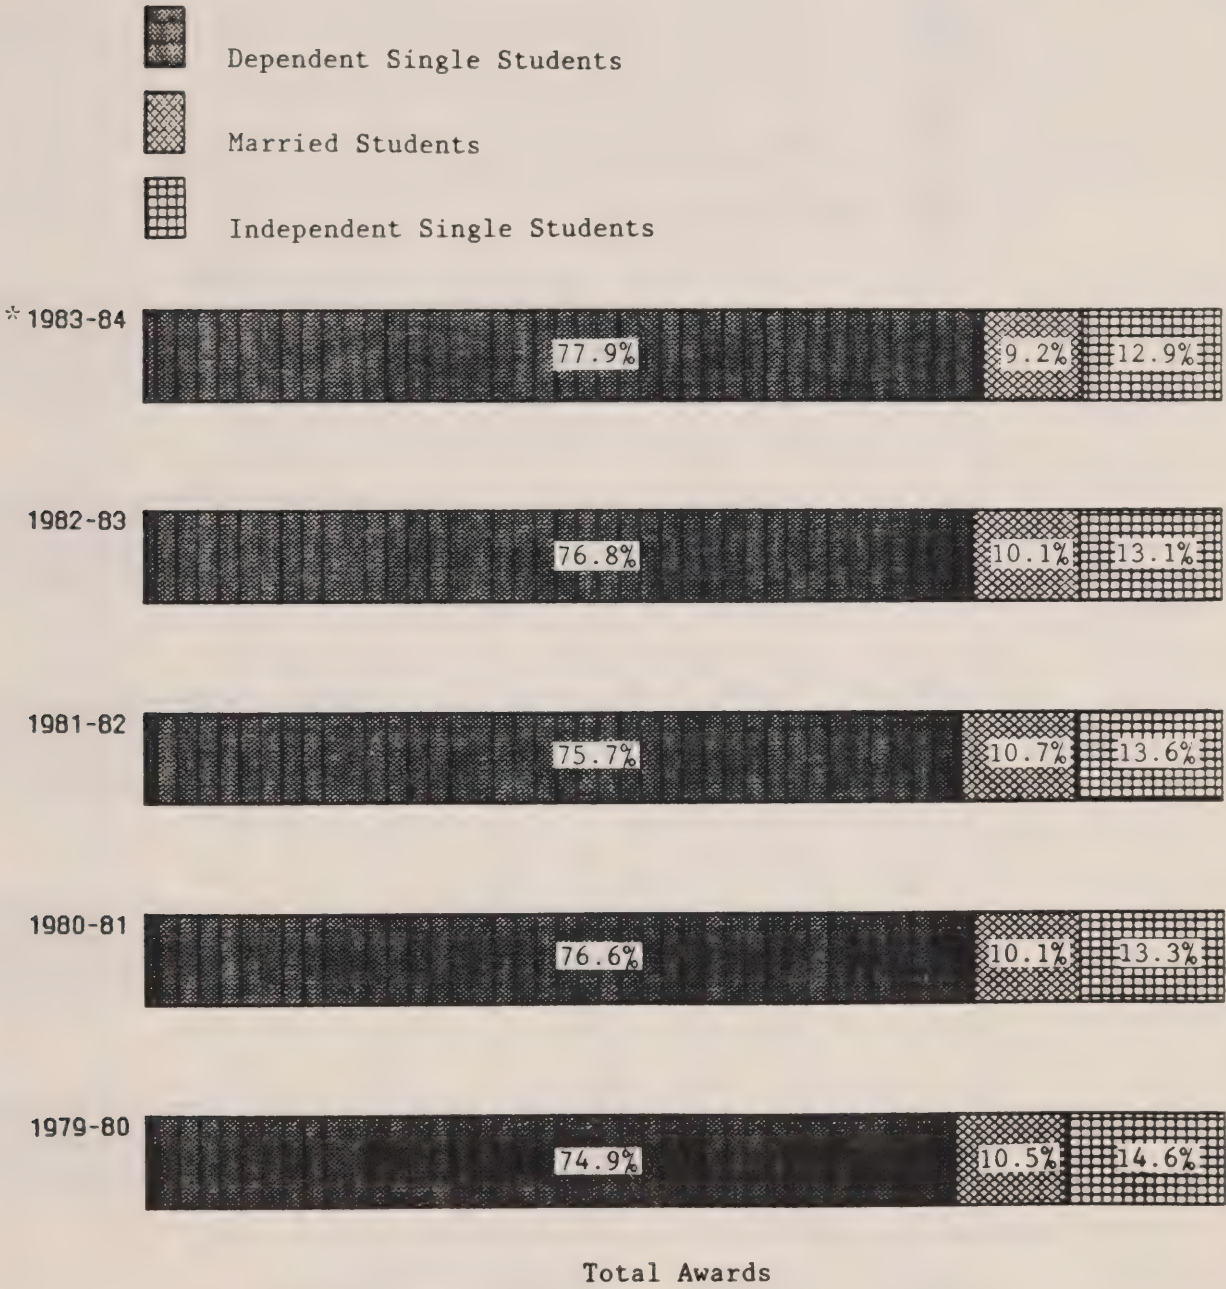 Dependent Single Students
Married Students
Independent Single Students
* 1983-84 77.9% 9.2% 12.9%
1982-83 76.8% 10.1% 13.1%
1981-82 75.7% 10.7% 13.6%
1980-81 76.6% 10.1% 13.3%
1979-80 74.9% 10.5% 14.6%
Total Awards